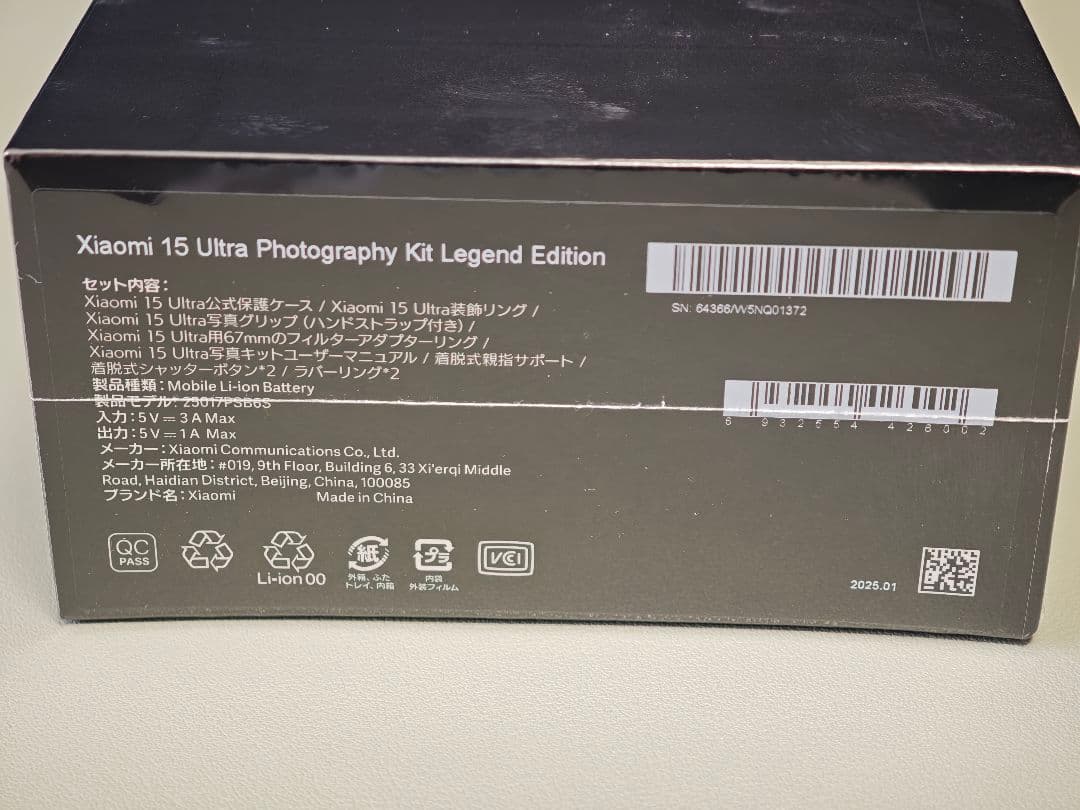 Xiaomi 15 Ultra Photography Kit Legend Edition
セット内容：
Xiaomi 15 Ultra公式保護ケース / Xiaomi 15 Ultra装飾リング /
Xiaomi 15 Ultra写真グリップ（ハンドストラップ付き）/
Xiaomi 15 Ultra用67mmのフィルターアダプターリング /
Xiaomi 15 Ultra写真キットユーザーマニュアル / 着脱式親指サポート /
着脱式シャッターボタン*2 / ラバーリング*2
製品種類：Mobile Li-ion Battery
製品モデル: 25017PSB6S
入力：5V⎓3A Max
出力：5V⎓1A Max
メーカー：Xiaomi Communications Co., Ltd.
メーカー所在地：#019, 9th Floor, Building 6, 33 Xi'erqi Middle
Road, Haidian District, Beijing, China, 100085
ブランド名：Xiaomi Made in China
SN: 64366/W5NQ01372
6 932554 426002
QC
PASS
Li-ion 00
紙
外箱、ふた
トレイ、内箱
プラ
内袋
外装フィルム
VCCI
2025.01